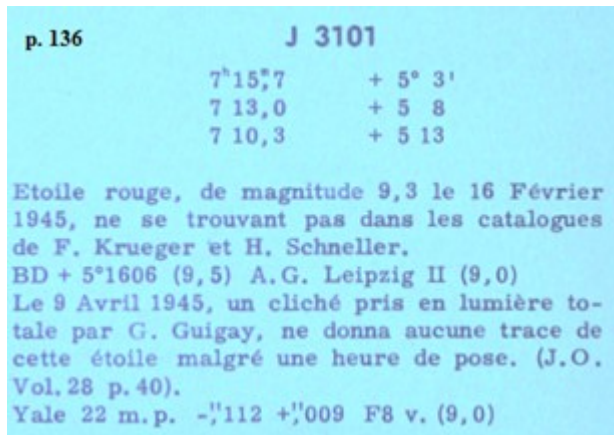 p. 136 J 3101
7ʰ15,ᵐ7 + 5° 3'
7 13,0 + 5 8
7 10,3 + 5 13
Etoile rouge, de magnitude 9,3 le 16 Février
1945, ne se trouvant pas dans les catalogues
de F. Krueger et H. Schneller.
BD + 5°1606 (9,5) A.G. Leipzig II (9,0)
Le 9 Avril 1945, un cliché pris en lumière to-
tale par G. Guigay, ne donna aucune trace de
cette étoile malgré une heure de pose. (J.O.
Vol. 28 p. 40).
Yale 22 m.p. -,"112 +,"009 F8 v. (9,0)